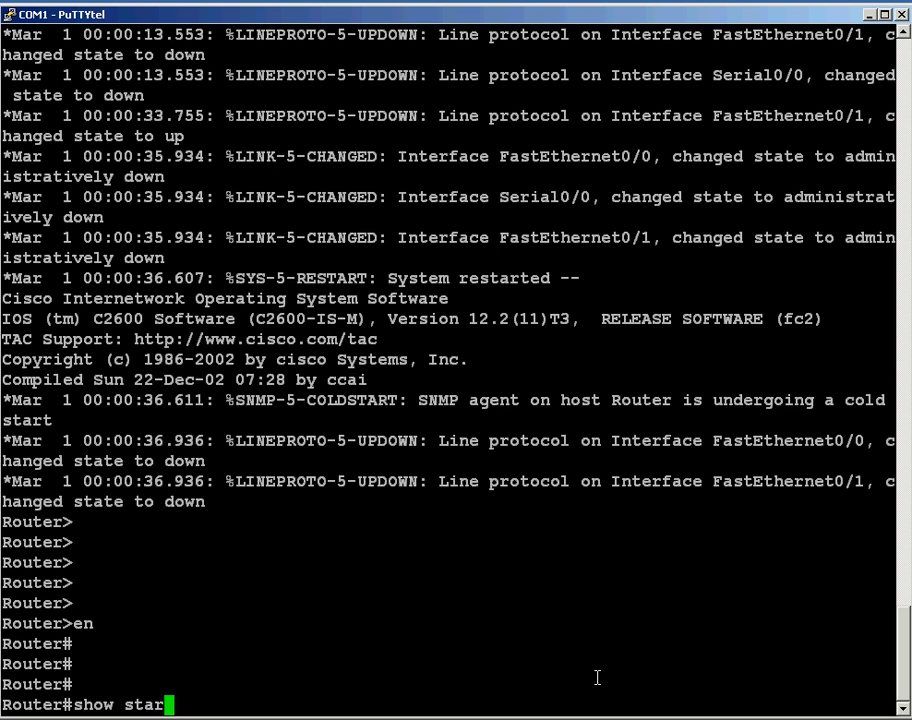 COM1 - PuTTYtel
*Mar  1 00:00:13.553: %LINEPROTO-5-UPDOWN: Line protocol on Interface FastEthernet0/1, c
hanged state to down
*Mar  1 00:00:13.553: %LINEPROTO-5-UPDOWN: Line protocol on Interface Serial0/0, changed
 state to down
*Mar  1 00:00:33.755: %LINEPROTO-5-UPDOWN: Line protocol on Interface FastEthernet0/1, c
hanged state to up
*Mar  1 00:00:35.934: %LINK-5-CHANGED: Interface FastEthernet0/0, changed state to admin
istratively down
*Mar  1 00:00:35.934: %LINK-5-CHANGED: Interface Serial0/0, changed state to administrat
ively down
*Mar  1 00:00:35.934: %LINK-5-CHANGED: Interface FastEthernet0/1, changed state to admin
istratively down
*Mar  1 00:00:36.607: %SYS-5-RESTART: System restarted --
Cisco Internetwork Operating System Software
IOS (tm) C2600 Software (C2600-IS-M), Version 12.2(11)T3,  RELEASE SOFTWARE (fc2)
TAC Support: http://www.cisco.com/tac
Copyright (c) 1986-2002 by cisco Systems, Inc.
Compiled Sun 22-Dec-02 07:28 by ccai
*Mar  1 00:00:36.611: %SNMP-5-COLDSTART: SNMP agent on host Router is undergoing a cold
start
*Mar  1 00:00:36.936: %LINEPROTO-5-UPDOWN: Line protocol on Interface FastEthernet0/0, c
hanged state to down
*Mar  1 00:00:36.936: %LINEPROTO-5-UPDOWN: Line protocol on Interface FastEthernet0/1, c
hanged state to down
Router>
Router>
Router>
Router>
Router>
Router>en
Router#
Router#
Router#
Router#show star